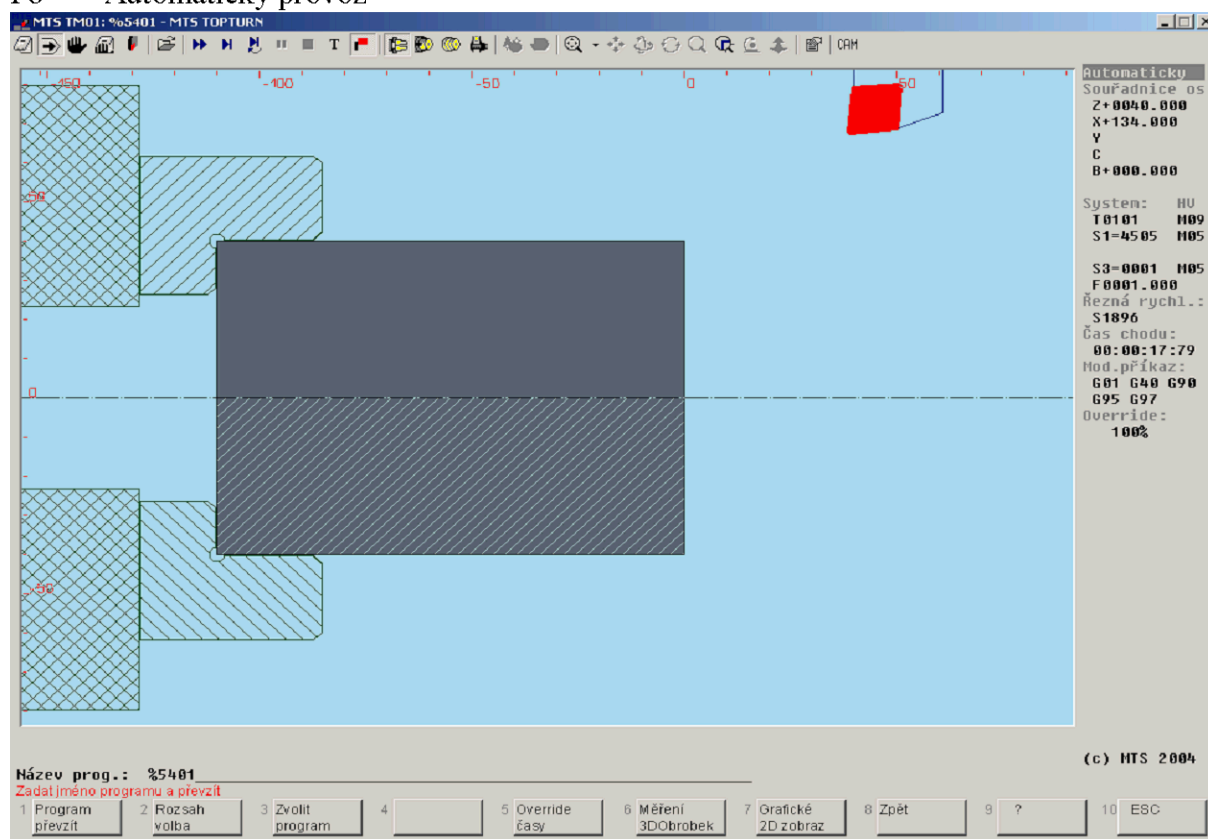 MTS TM01: %5401 - MTS TOPTURN
T CAM
-150 -100 -50 0 50
50
0
-50
Automaticky
Souřadnice os
Z+0040.000
X+134.000
Y
C
B+000.000
System: HV
T0101 M09
S1=4505 M05
S3=0001 M05
F0001.000
Řezná rychl.:
S1896
Čas chodu:
00:00:17:79
Mod.příkaz:
G01 G40 G90
G95 G97
Override:
100%
(c) MTS 2004
Název prog.: %5401
Zadat jméno programu a převzít
1 Program převzít
2 Rozsah volba
3 Zvolit program
4
5 Override časy
6 Měření 3DObrobek
7 Grafické 2D zobraz
8 Zpět
9 ?
10 ESC